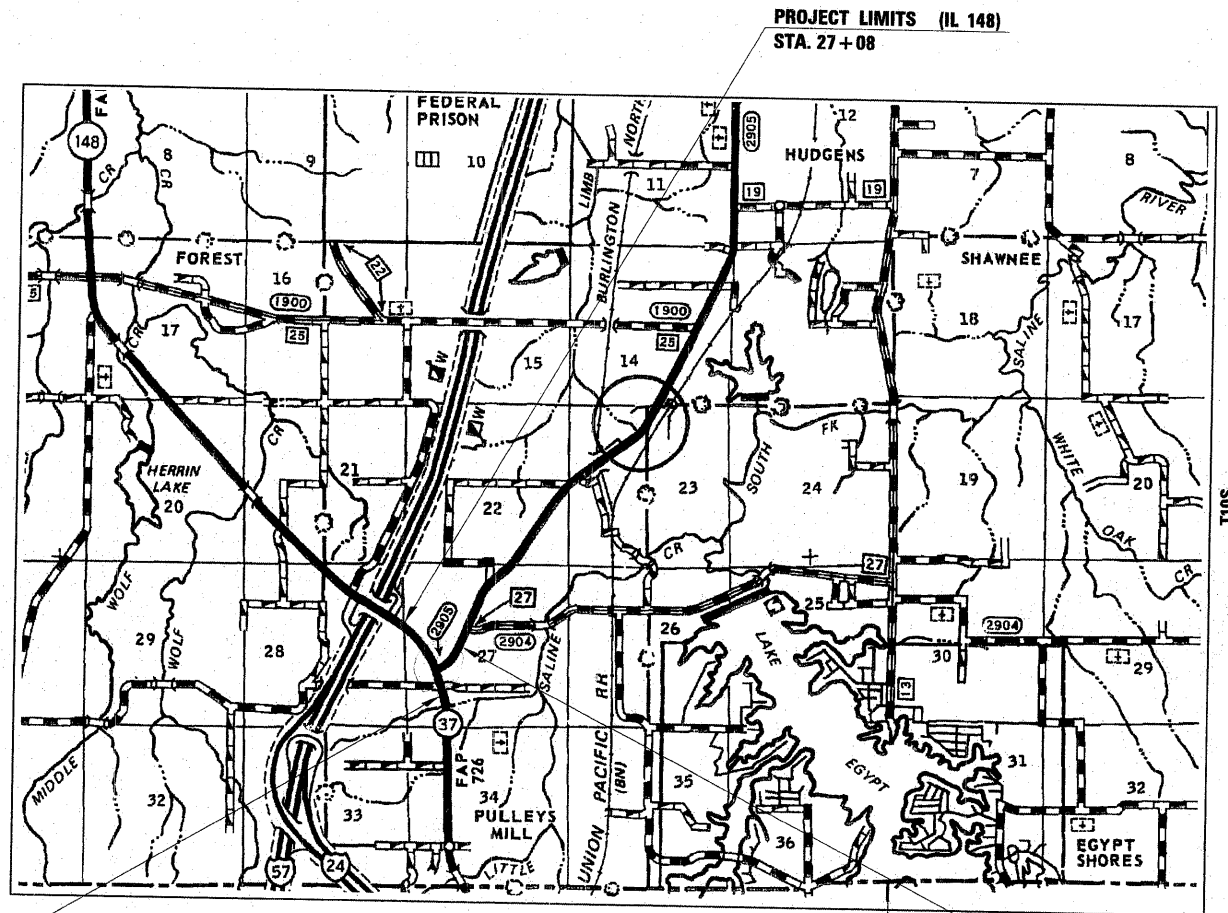 PROJECT LIMITS (IL 148)
STA. 27+08
FEDERAL
PRISON
NORTH
2905
12
148
8
9
10
HUDGENS
CR
CR
LIMB
11
7
8
19
19
RIVER
FOREST
22
BURLINGTON
SHAWNEE
16
1900
1900
17
25
25
18
17
CR
W
15
14
SALINE
W
CR
FK
HERRIN
LAKE
21
20
22
23
SOUTH
24
19
WHITE
20
T10S
OAK
CR
CR
27
WOLF
WOLF
2905
27
25
29
28
27
2904
26
LAKE
30
2904
29
SALINE
13
37
FAP
726
PACIFIC RR
(BN)
MIDDLE
32
33
34
PULLEYS
MILL
35
EGYPT
31
32
36
UNION
LITTLE
57
24
EGYPT
SHORES